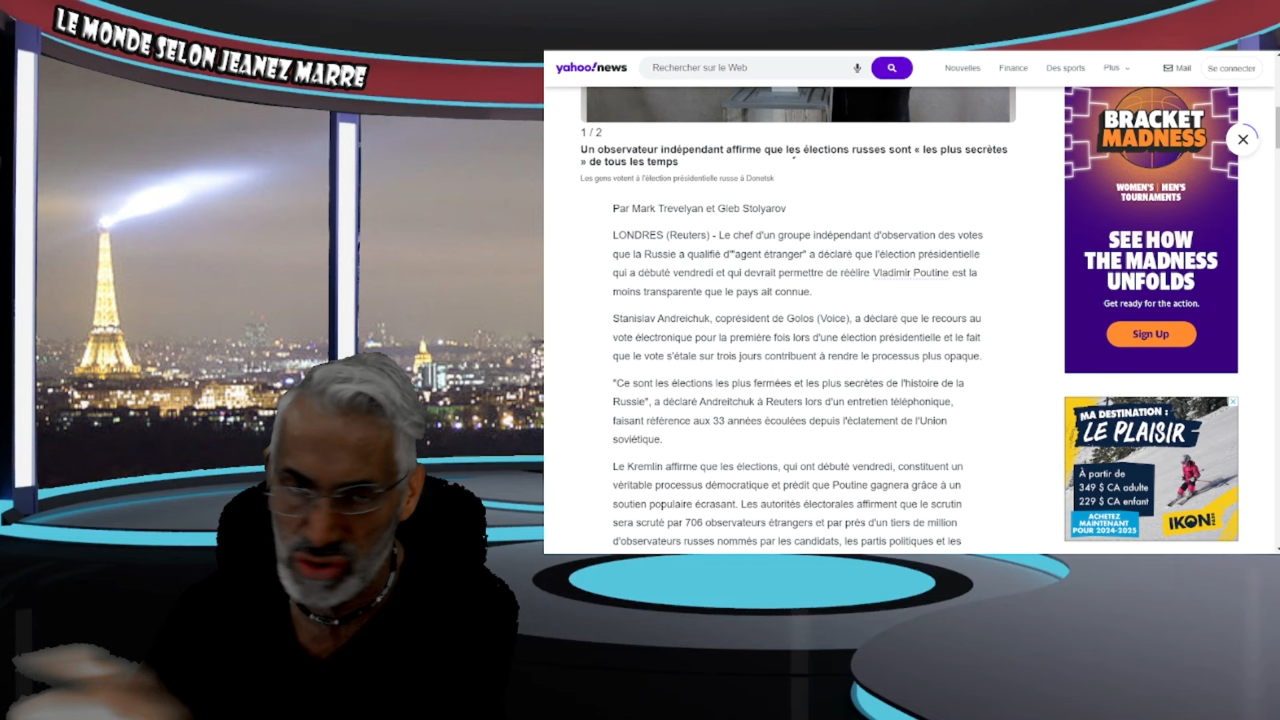 LE MONDE SELON JEANEZ MARRE
yahoo!news
Rechercher sur le Web
Nouvelles Finance Des sports Plus Mail Se connecter
1 / 2
Un observateur indépendant affirme que les élections russes sont « les plus secrètes
» de tous les temps
Les gens votent à l'élection présidentielle russe à Donetsk
Par Mark Trevelyan et Gleb Stolyarov
LONDRES (Reuters) - Le chef d'un groupe indépendant d'observation des votes
que la Russie a qualifié d'"agent étranger" a déclaré que l'élection présidentielle
qui a débuté vendredi et qui devrait permettre de réélire Vladimir Poutine est la
moins transparente que le pays ait connue.
Stanislav Andreichuk, coprésident de Golos (Voice), a déclaré que le recours au
vote électronique pour la première fois lors d'une élection présidentielle et le fait
que le vote s'étale sur trois jours contribuent à rendre le processus plus opaque.
"Ce sont les élections les plus fermées et les plus secrètes de l'histoire de la
Russie", a déclaré Andreitchuk à Reuters lors d'un entretien téléphonique,
faisant référence aux 33 années écoulées depuis l'éclatement de l'Union
soviétique.
Le Kremlin affirme que les élections, qui ont débuté vendredi, constituent un
véritable processus démocratique et prédit que Poutine gagnera grâce à un
soutien populaire écrasant. Les autorités électorales affirment que le scrutin
sera scruté par 706 observateurs étrangers et par près d'un tiers de million
d'observateurs russes nommés par les candidats, les partis politiques et les
BRACKET
MADNESS
WOMEN'S | MEN'S
TOURNAMENTS
SEE HOW
THE MADNESS
UNFOLDS
Get ready for the action.
Sign Up
MA DESTINATION :
LE PLAISIR
À partir de
349 $ CA adulte
229 $ CA enfant
ACHETEZ
MAINTENANT
POUR 2024-2025
IKON PASS